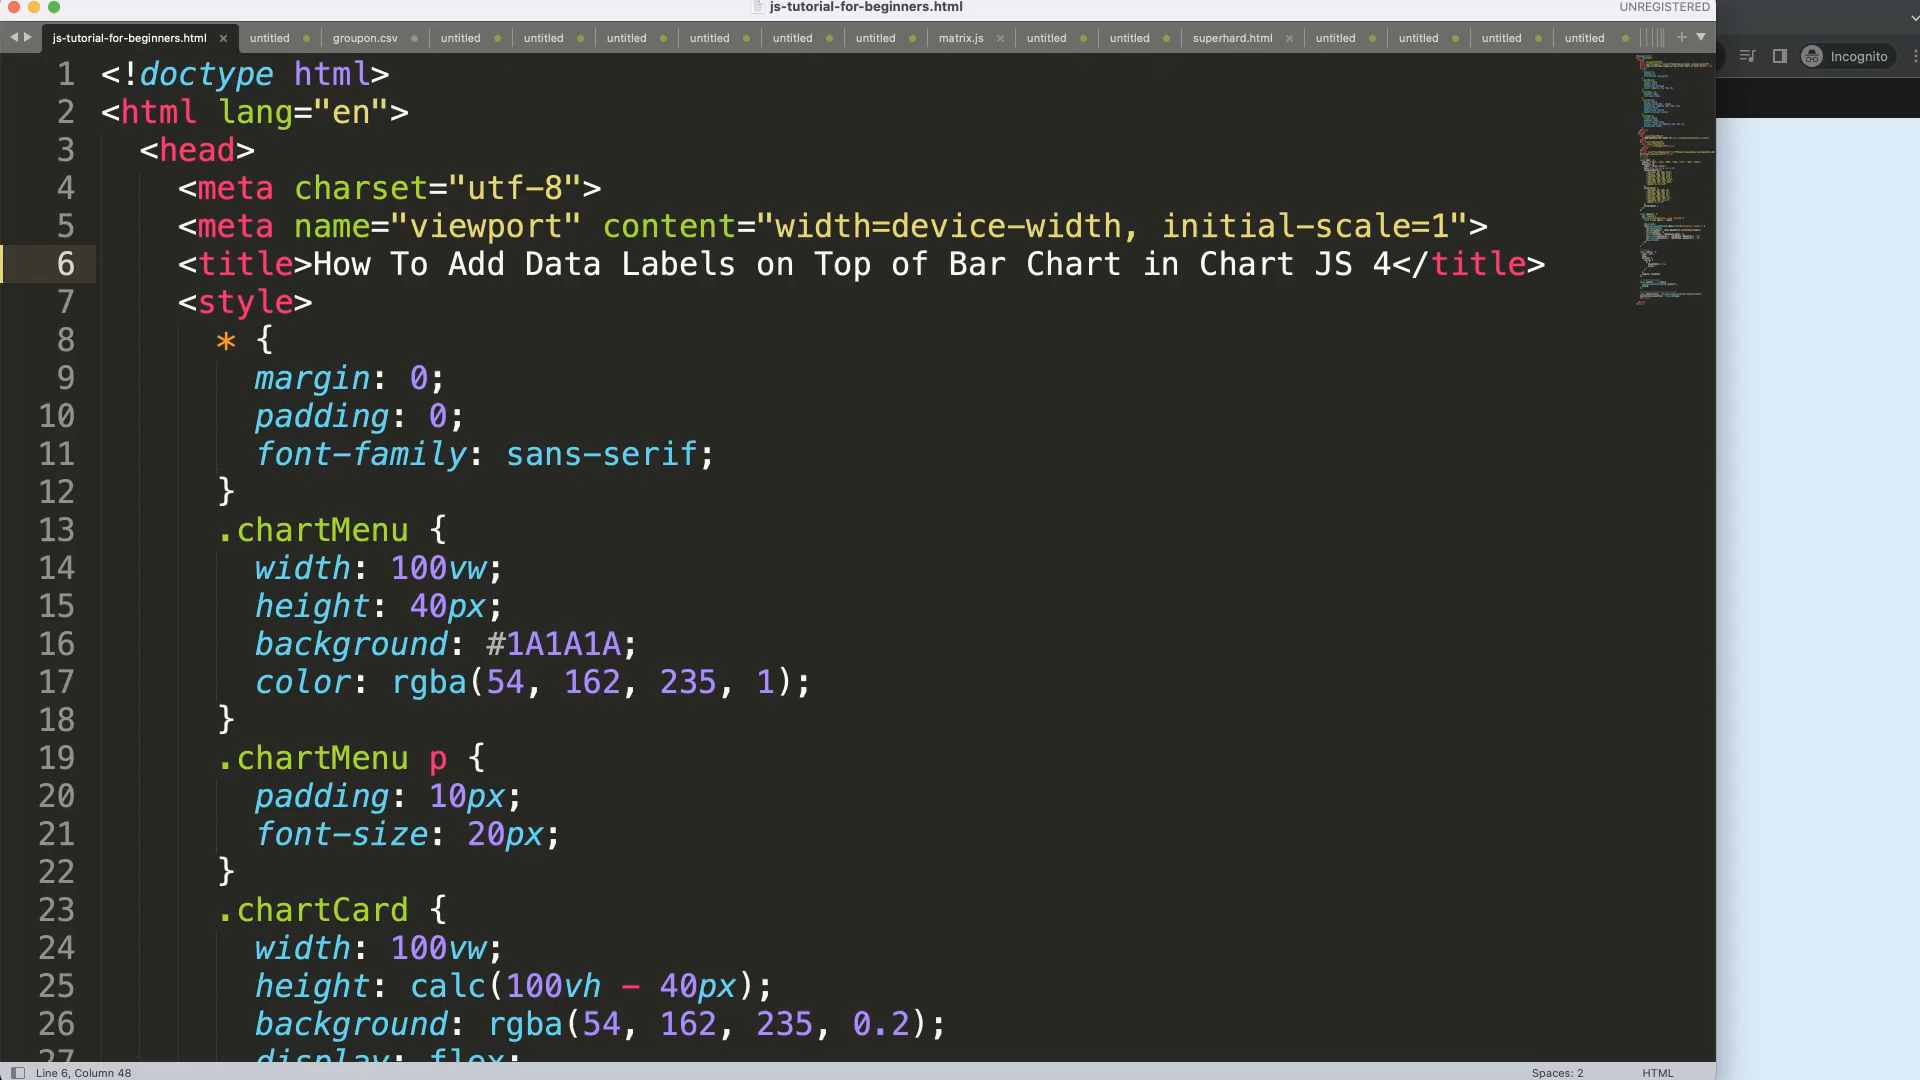 js-tutorial-for-beginners.html
UNREGISTERED
js-tutorial-for-beginners.html × untitled groupon.csv untitled untitled untitled untitled untitled untitled matrix.js × untitled untitled superhard.html × untitled untitled untitled untitled
Incognito
1 <!doctype html>
2 <html lang="en">
3 <head>
4 <meta charset="utf-8">
5 <meta name="viewport" content="width=device-width, initial-scale=1">
6 <title>How To Add Data Labels on Top of Bar Chart in Chart JS 4</title>
7 <style>
8 * {
9 margin: 0;
10 padding: 0;
11 font-family: sans-serif;
12 }
13 .chartMenu {
14 width: 100vw;
15 height: 40px;
16 background: #1A1A1A;
17 color: rgba(54, 162, 235, 1);
18 }
19 .chartMenu p {
20 padding: 10px;
21 font-size: 20px;
22 }
23 .chartCard {
24 width: 100vw;
25 height: calc(100vh - 40px);
26 background: rgba(54, 162, 235, 0.2);
27 display: flex;
Line 6, Column 48
Spaces: 2
HTML